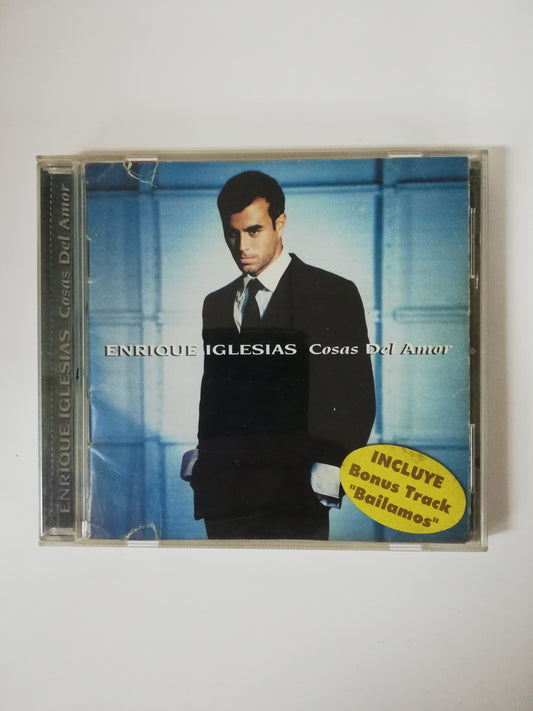 ENRIQUE IGLESIAS Cosas Del Amor
ENRIQUE IGLESIAS Cosas Del Amor
INCLUYE
Bonus Track
"Bailamos"